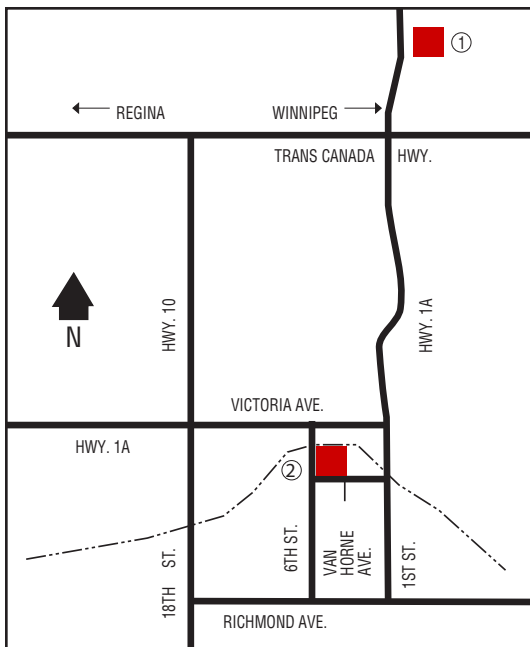 ①
REGINA WINNIPEG
TRANS CANADA HWY.
HWY. 10
HWY. 1A
N
VICTORIA AVE.
HWY. 1A
②
18TH ST.
6TH ST.
VAN
HORNE
AVE.
1ST ST.
RICHMOND AVE.